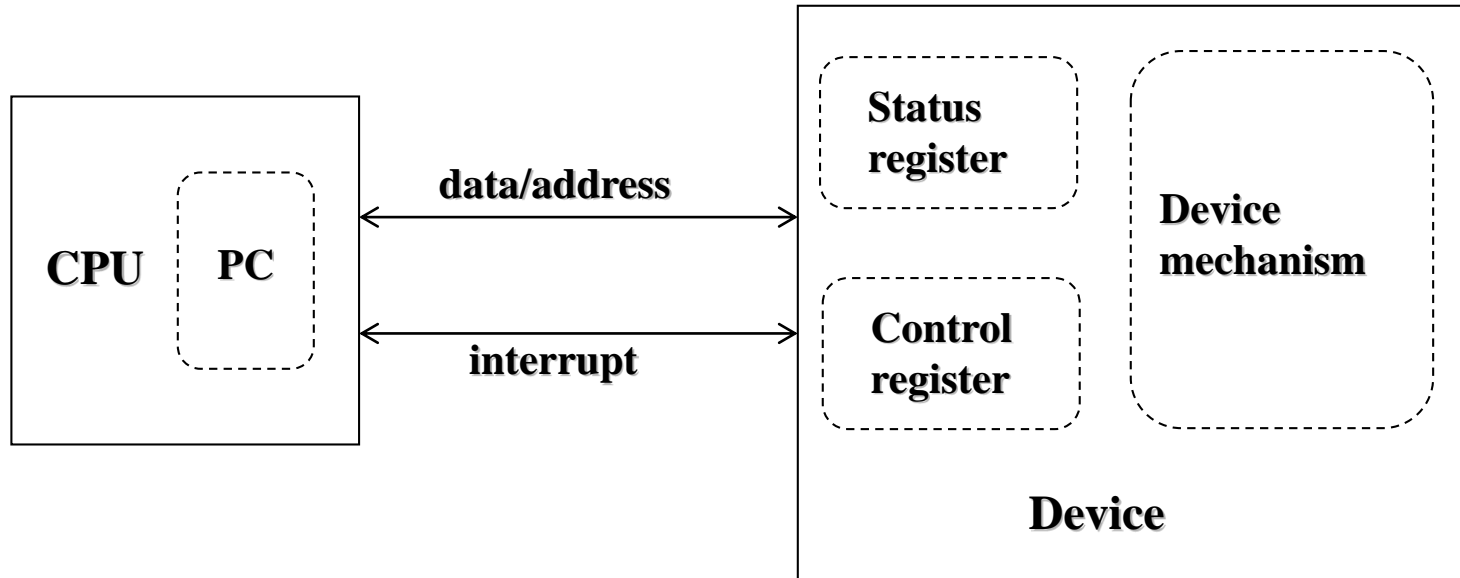 CPU
PC
data/address
interrupt
Status
register
Control
register
Device
mechanism
Device